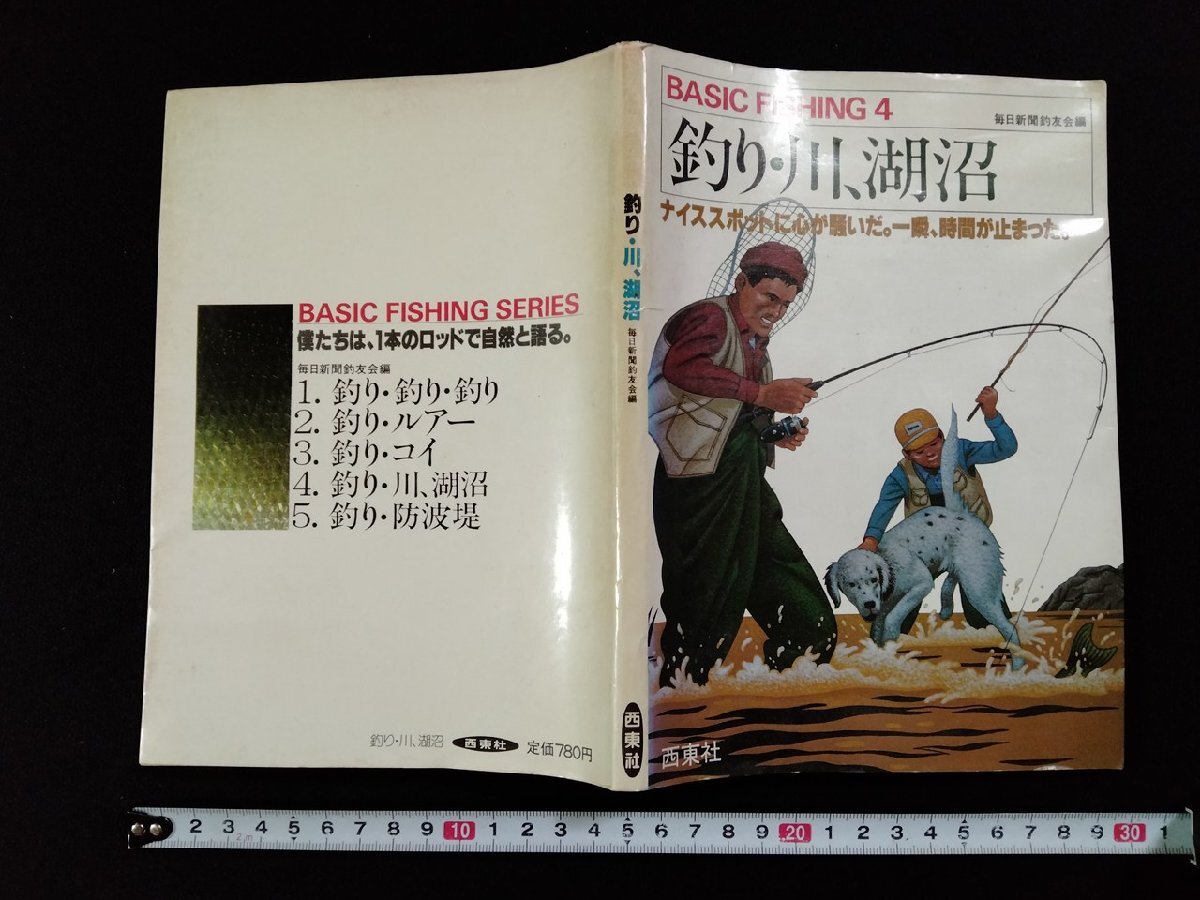 BASIC FISHING 4
毎日新聞釣友会編
釣り・川、湖沼
ナイススポットに心が騒いだ。一瞬、時間が止まった。
西東社
釣り・川、湖沼
毎日新聞釣友会編
西東社
BASIC FISHING SERIES
僕たちは、1本のロッドで自然と語る。
毎日新聞釣友会編
1. 釣り・釣り・釣り
2. 釣り・ルアー
3. 釣り・コイ
4. 釣り・川、湖沼
5. 釣り・防波堤
釣り・川、湖沼 西東社 定価780円
2 3 4 5 6 7 8 9 10 1 2 3 4 5 6 7 8 9 20 1 2 3 4 5 6 7 8 9 30 1
2m